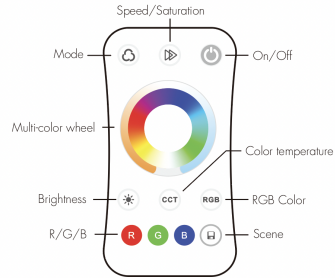 Speed/Saturation
Mode
On/Off
Multi-color wheel
Color temperature
Brightness
CCT
RGB
RGB Color
R/G/B
R
G
B
Scene